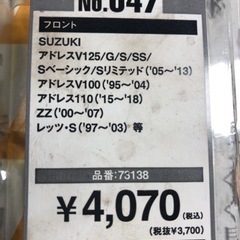 No.047
フロント
SUZUKI
アドレスV125/G/S/SS/
Sベーシック/Sリミテッド('05~'13)
アドレスV100('95~'04)
アドレス110('15~'18)
ZZ('00~'07)
レッツ・S('97~'03) 等
品番:73138
¥4,070(税込)
(税抜¥3,700)